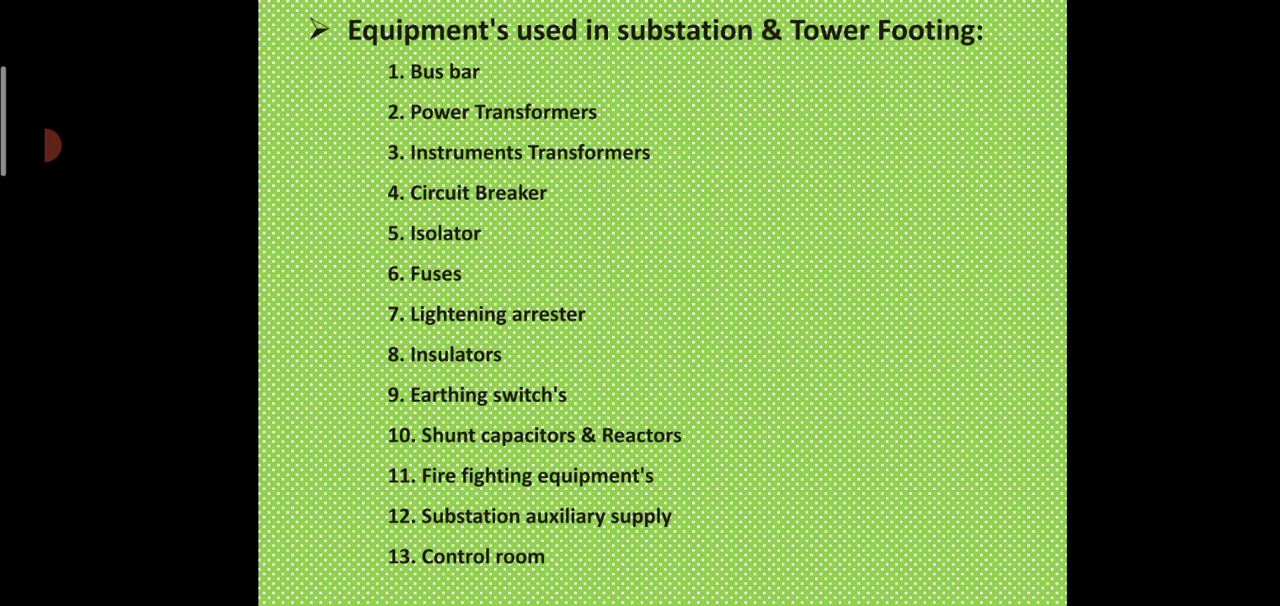 ➢ Equipment's used in substation & Tower Footing:
1. Bus bar
2. Power Transformers
3. Instruments Transformers
4. Circuit Breaker
5. Isolator
6. Fuses
7. Lightening arrester
8. Insulators
9. Earthing switch's
10. Shunt capacitors & Reactors
11. Fire fighting equipment's
12. Substation auxiliary supply
13. Control room